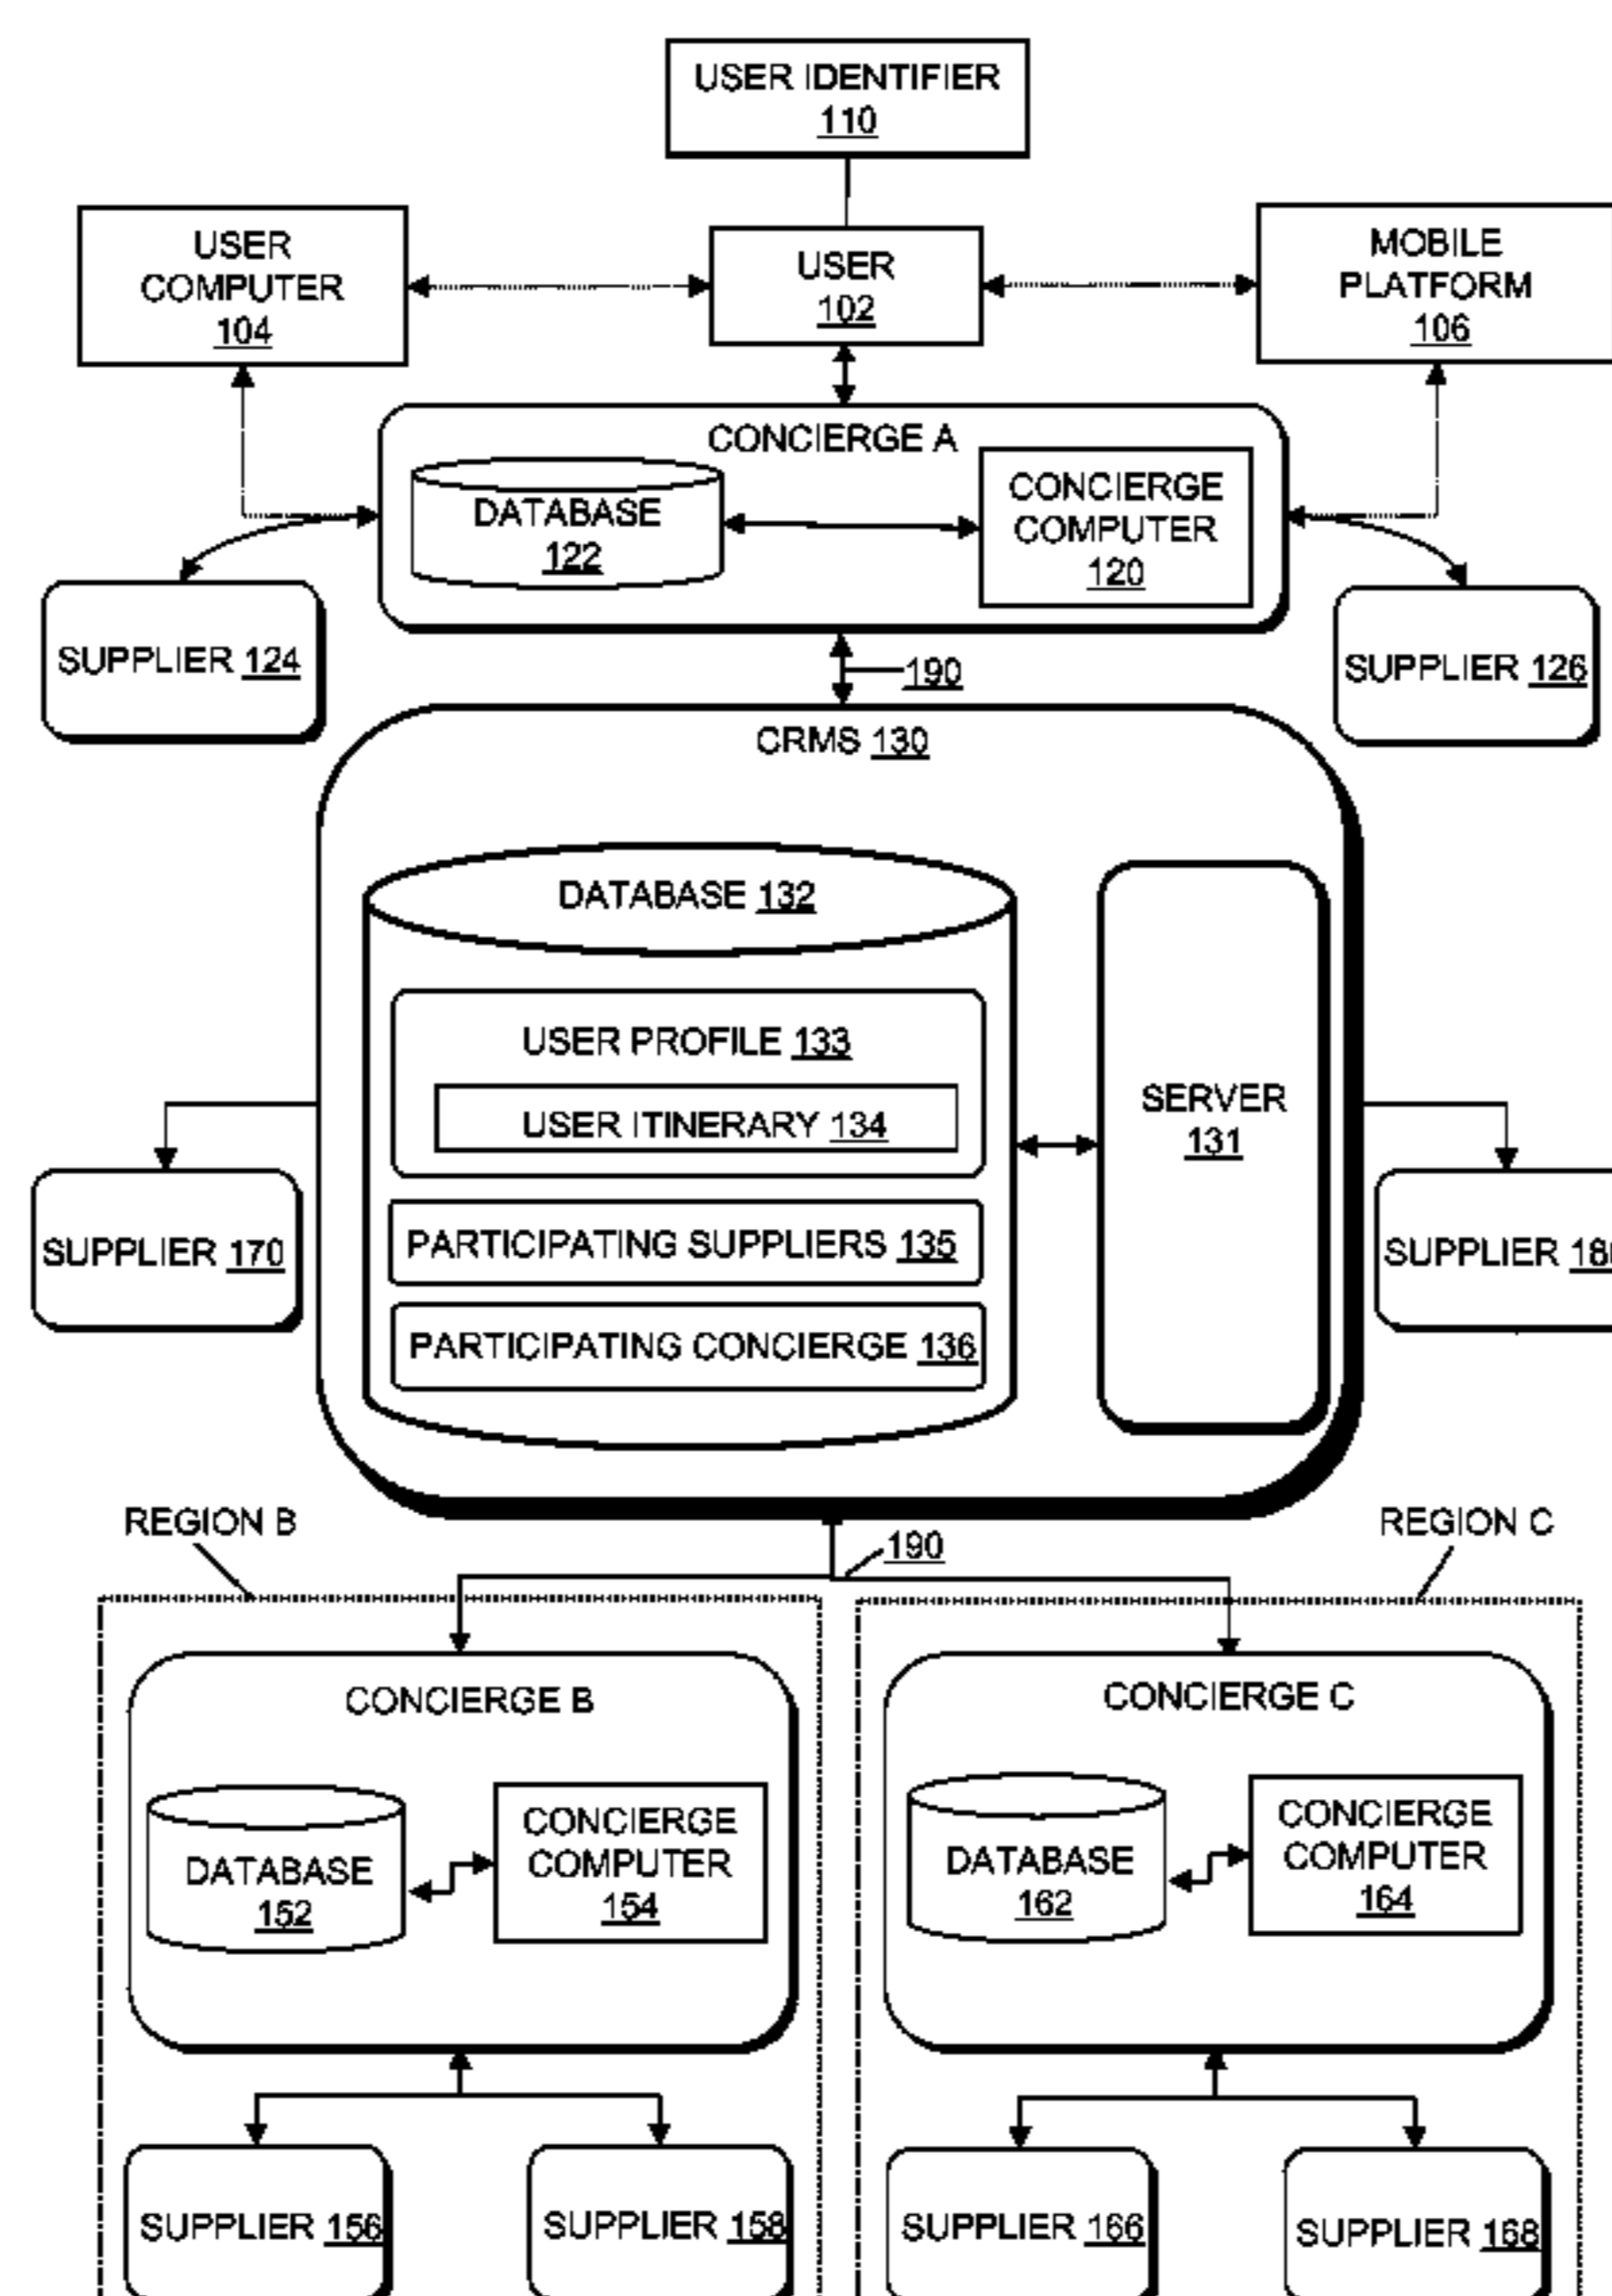 USER IDENTIFIER
110
USER
COMPUTER
104
USER
102
MOBILE
PLATFORM
106
CONCIERGE A
DATABASE
122
CONCIERGE
COMPUTER
120
SUPPLIER 124
SUPPLIER 126
190
CRMS 130
DATABASE 132
USER PROFILE 133
USER ITINERARY 134
SERVER
131
PARTICIPATING SUPPLIERS 135
PARTICIPATING CONCIERGE 136
SUPPLIER 170
SUPPLIER
REGION B
REGION C
190
CONCIERGE B
DATABASE
152
CONCIERGE
COMPUTER
154
CONCIERGE C
DATABASE
162
CONCIERGE
COMPUTER
164
SUPPLIER 156
SUPPLIER 158
SUPPLIER 166
SUPPLIER 168